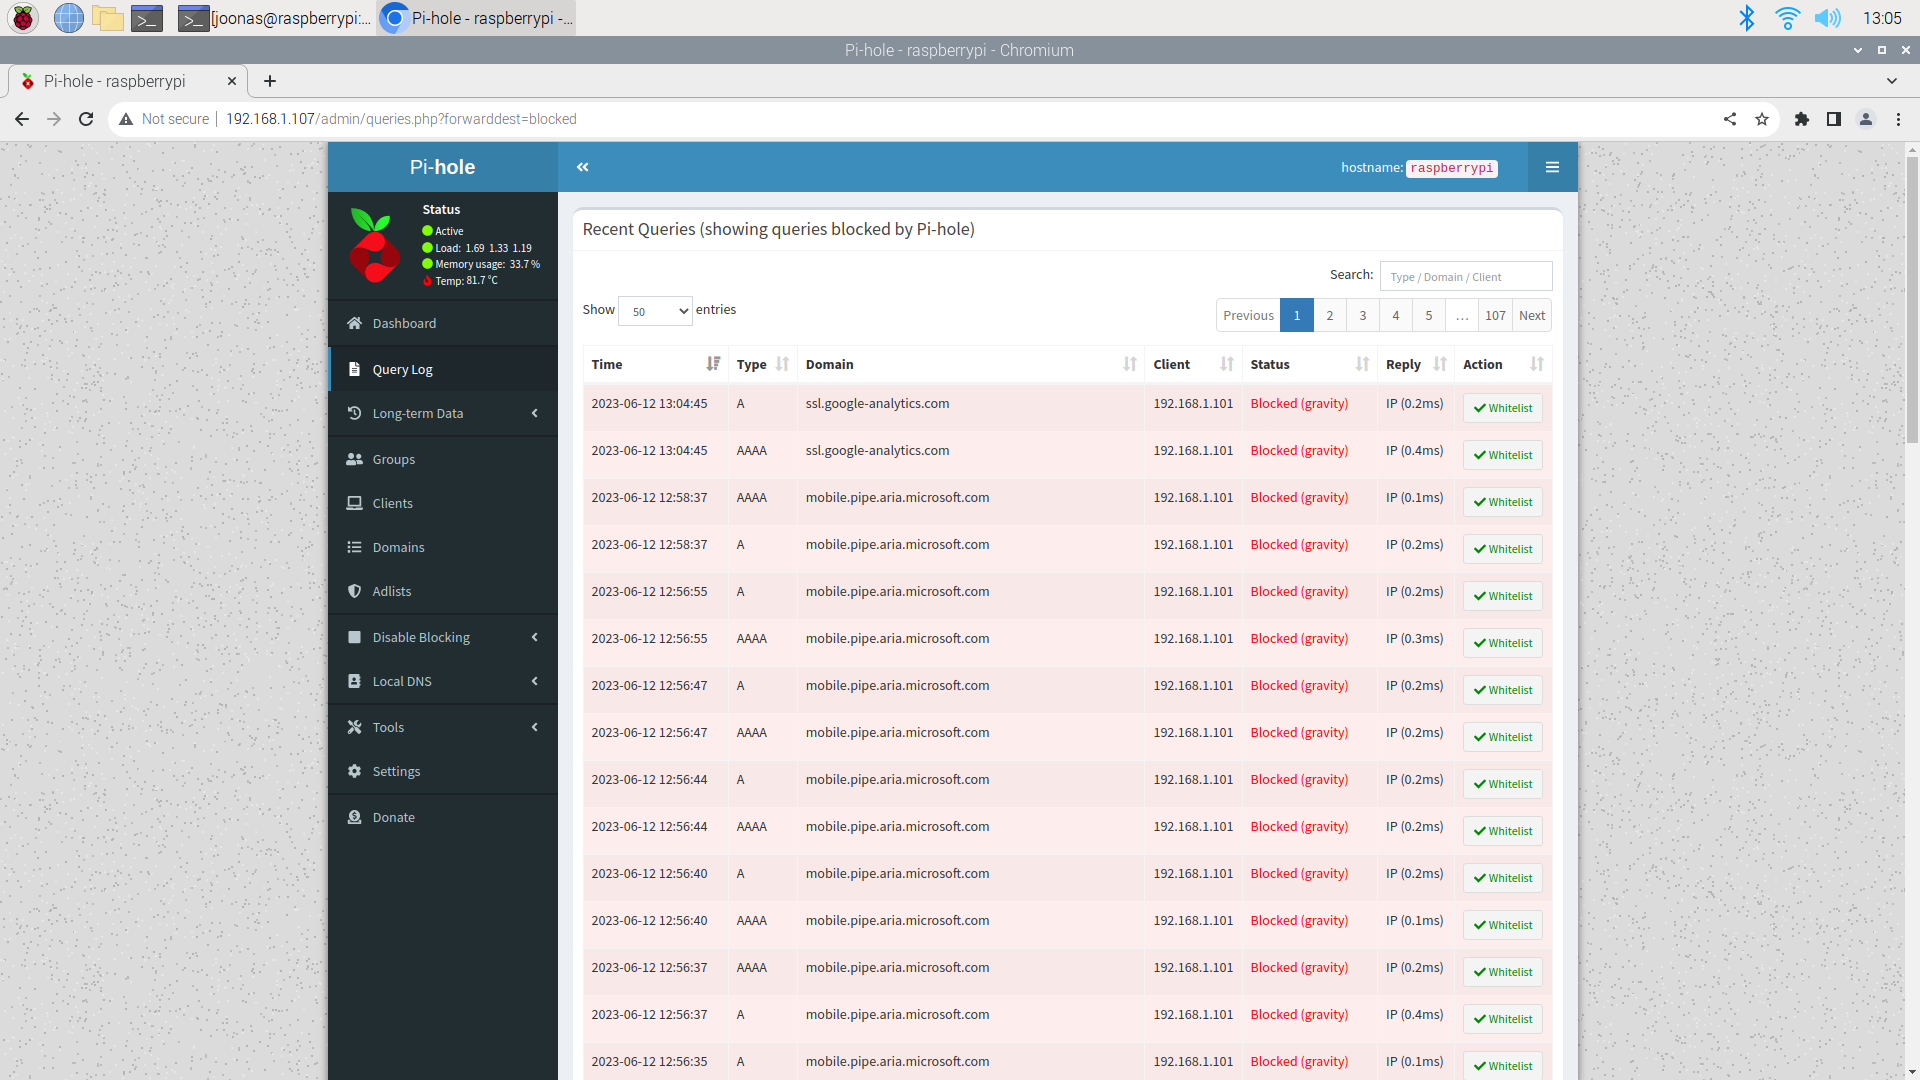 [joonas@raspberrypi:...
Pi-hole - raspberrypi -...
13:05
Pi-hole - raspberrypi - Chromium
Pi-hole - raspberrypi
Not secure | 192.168.1.107/admin/queries.php?forwarddest=blocked
Pi-hole
hostname: raspberrypi
Status
Active
Load: 1.69 1.33 1.19
Memory usage: 33.7 %
Temp: 81.7 °C
Dashboard
Query Log
Long-term Data
Groups
Clients
Domains
Adlists
Disable Blocking
Local DNS
Tools
Settings
Donate
Recent Queries (showing queries blocked by Pi-hole)
Search: Type / Domain / Client
Show 50 entries
Previous 1 2 3 4 5 ... 107 Next
Time Type Domain Client Status Reply Action
2023-06-12 13:04:45 A ssl.google-analytics.com 192.168.1.101 Blocked (gravity) IP (0.2ms) Whitelist
2023-06-12 13:04:45 AAAA ssl.google-analytics.com 192.168.1.101 Blocked (gravity) IP (0.4ms) Whitelist
2023-06-12 12:58:37 AAAA mobile.pipe.aria.microsoft.com 192.168.1.101 Blocked (gravity) IP (0.1ms) Whitelist
2023-06-12 12:58:37 A mobile.pipe.aria.microsoft.com 192.168.1.101 Blocked (gravity) IP (0.2ms) Whitelist
2023-06-12 12:56:55 A mobile.pipe.aria.microsoft.com 192.168.1.101 Blocked (gravity) IP (0.2ms) Whitelist
2023-06-12 12:56:55 AAAA mobile.pipe.aria.microsoft.com 192.168.1.101 Blocked (gravity) IP (0.3ms) Whitelist
2023-06-12 12:56:47 A mobile.pipe.aria.microsoft.com 192.168.1.101 Blocked (gravity) IP (0.2ms) Whitelist
2023-06-12 12:56:47 AAAA mobile.pipe.aria.microsoft.com 192.168.1.101 Blocked (gravity) IP (0.2ms) Whitelist
2023-06-12 12:56:44 A mobile.pipe.aria.microsoft.com 192.168.1.101 Blocked (gravity) IP (0.2ms) Whitelist
2023-06-12 12:56:44 AAAA mobile.pipe.aria.microsoft.com 192.168.1.101 Blocked (gravity) IP (0.2ms) Whitelist
2023-06-12 12:56:40 A mobile.pipe.aria.microsoft.com 192.168.1.101 Blocked (gravity) IP (0.2ms) Whitelist
2023-06-12 12:56:40 AAAA mobile.pipe.aria.microsoft.com 192.168.1.101 Blocked (gravity) IP (0.1ms) Whitelist
2023-06-12 12:56:37 AAAA mobile.pipe.aria.microsoft.com 192.168.1.101 Blocked (gravity) IP (0.2ms) Whitelist
2023-06-12 12:56:37 A mobile.pipe.aria.microsoft.com 192.168.1.101 Blocked (gravity) IP (0.4ms) Whitelist
2023-06-12 12:56:35 A mobile.pipe.aria.microsoft.com 192.168.1.101 Blocked (gravity) IP (0.1ms) Whitelist